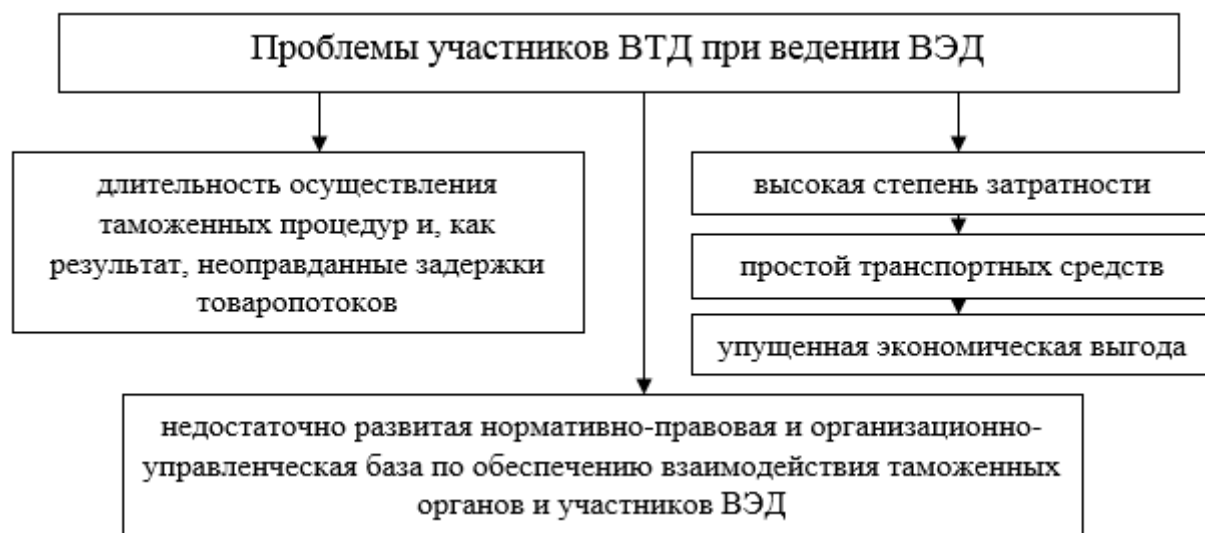 Проблемы участников ВТД при ведении ВЭД
длительность осуществления
таможенных процедур и, как
результат, неоправданные задержки
товаропотоков
высокая степень затратности
простой транспортных средств
упущенная экономическая выгода
недостаточно развитая нормативно-правовая и организационно-
управленческая база по обеспечению взаимодействия таможенных
органов и участников ВЭД